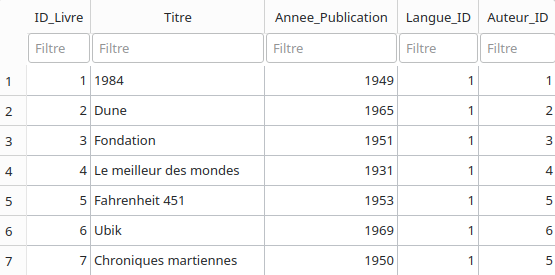 ID_Livre Titre Annee_Publication Langue_ID Auteur_ID
Filtre Filtre Filtre Filtre Filtre
1 1 1984 1949 1 1
2 2 Dune 1965 1 2
3 3 Fondation 1951 1 3
4 4 Le meilleur des mondes 1931 1 4
5 5 Fahrenheit 451 1953 1 5
6 6 Ubik 1969 1 6
7 7 Chroniques martiennes 1950 1 5